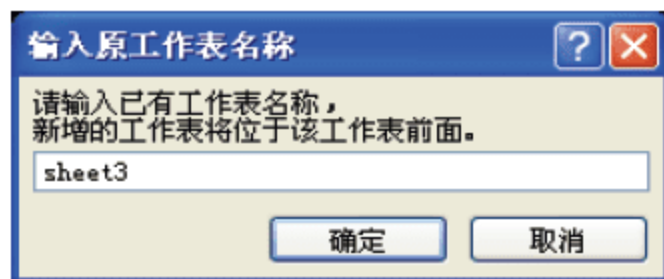 输入原工作表名称
请输入已有工作表名称，
新增的工作表将位于该工作表前面。
sheet3
确定 取消